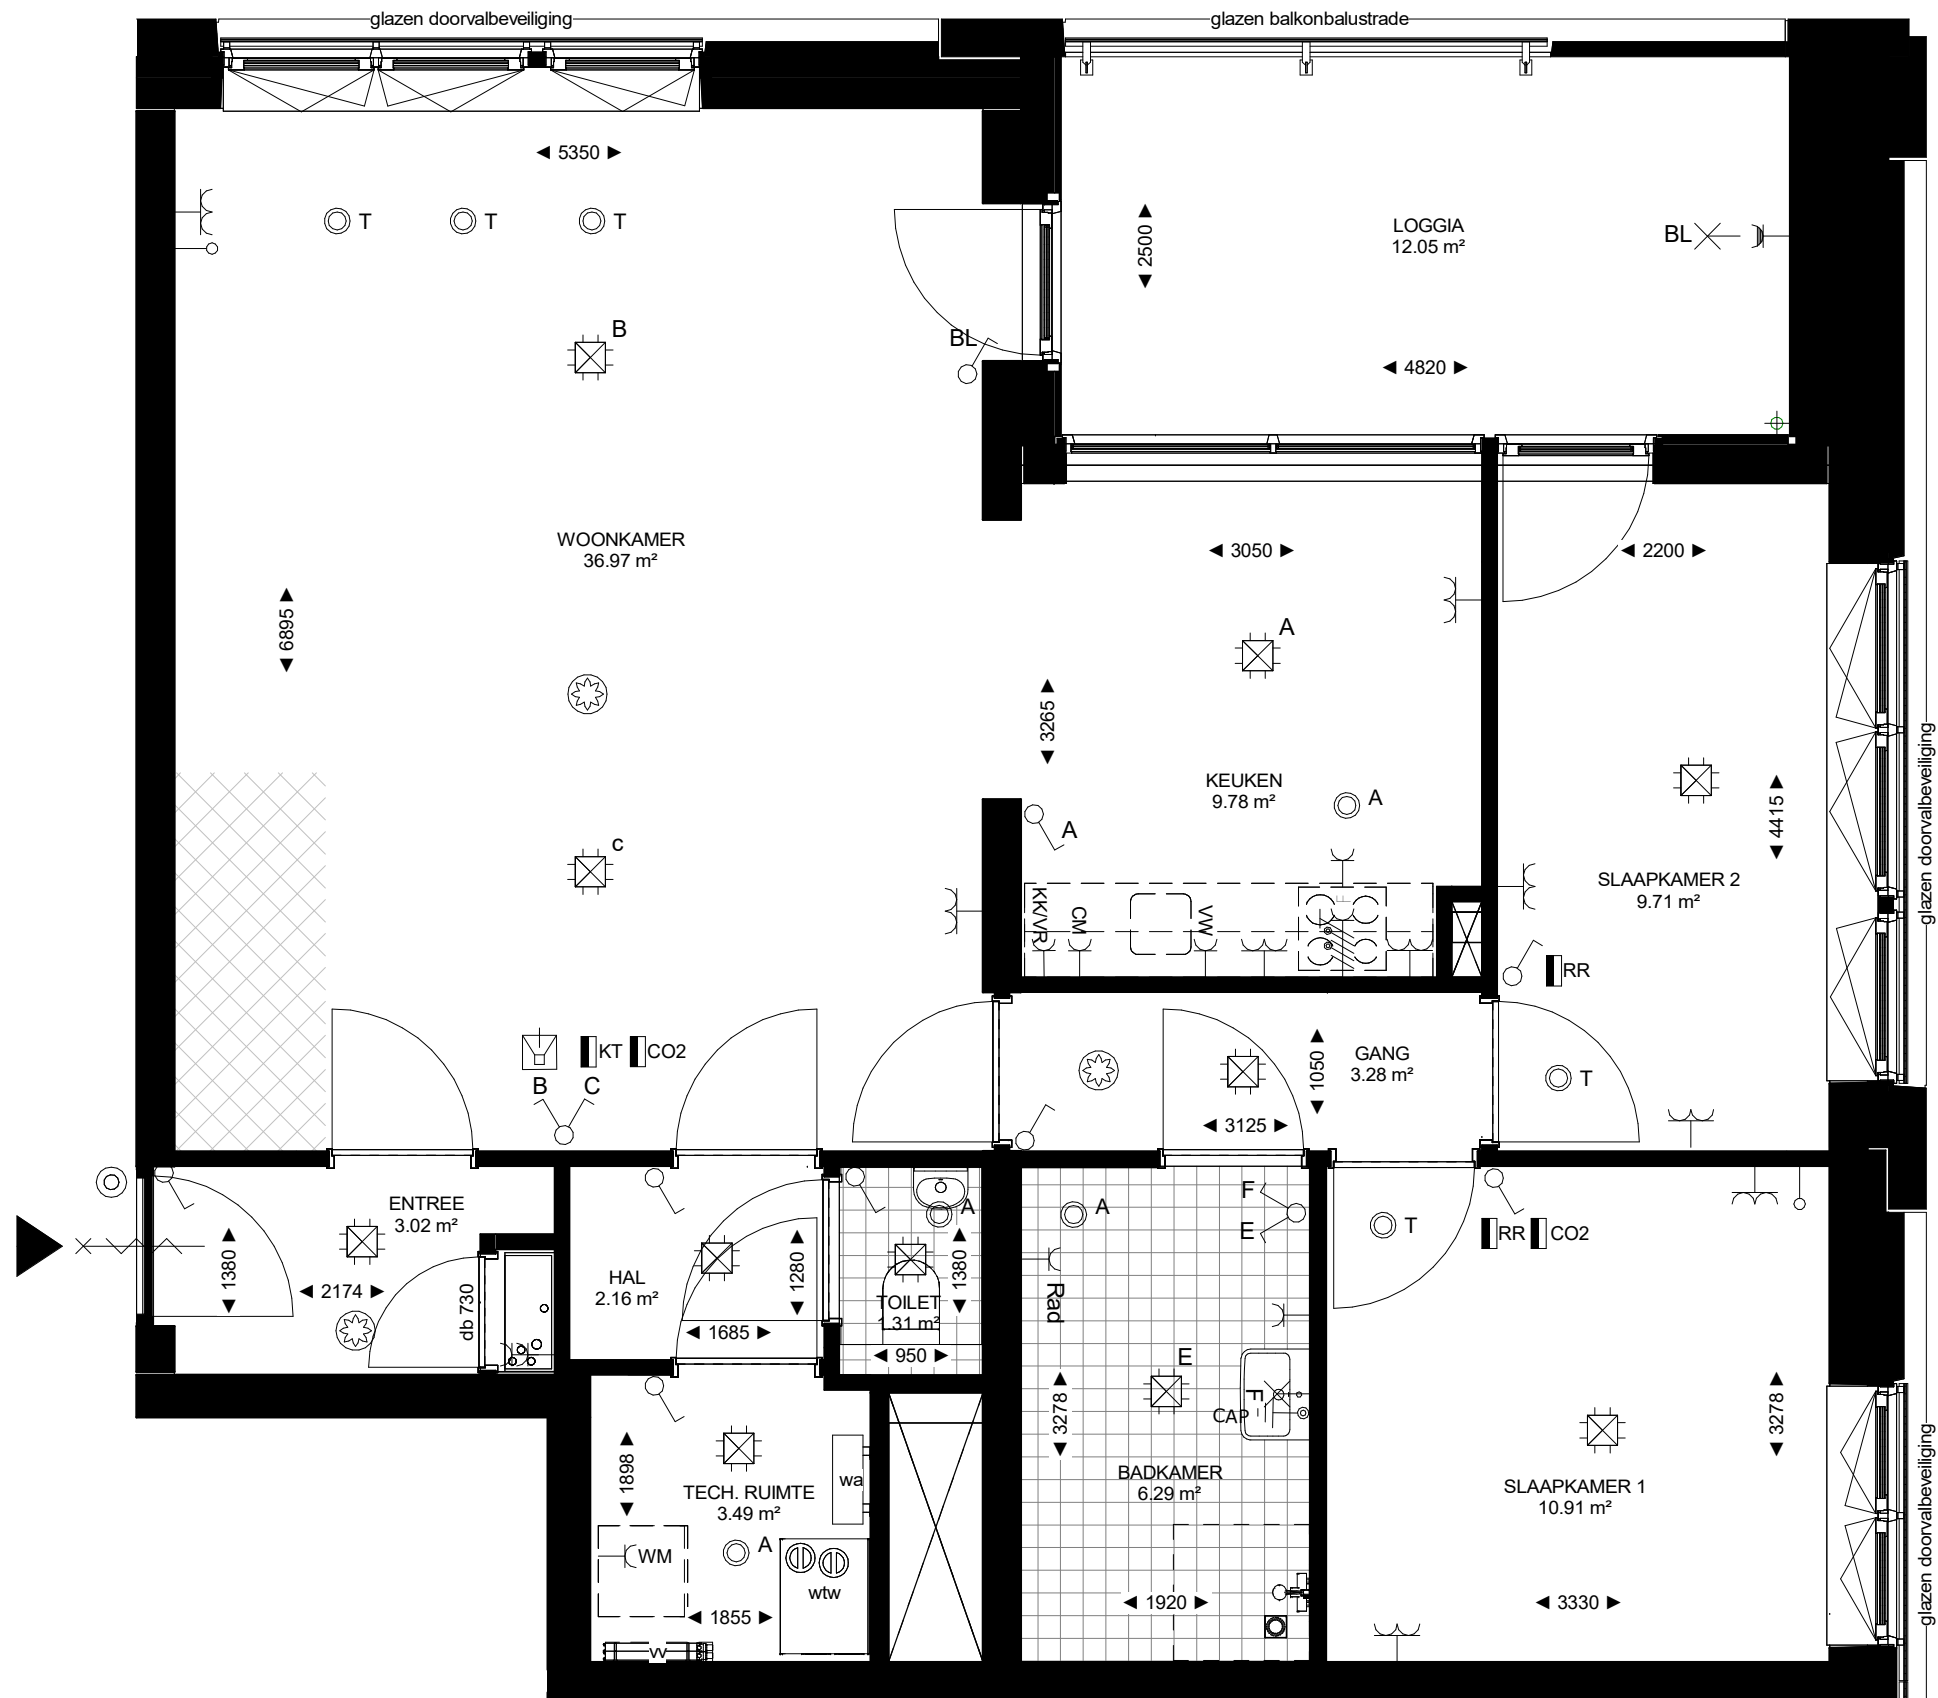 glazen doorvalbeveiliging
glazen balkonbalustrade
◄ 5350 ►
T
T
T
B
BL
◄ 2500 ►
LOGGIA
12.05 m²
BL
◄ 4820 ►
WOONKAMER
36.97 m²
◄ 6895 ►
◄ 3050 ►
◄ 2200 ►
A
◄ 3265 ►
KEUKEN
9.78 m²
A
A
c
◄ 4415 ►
glazen doorvalbeveiliging
SLAAPKAMER 2
9.71 m²
KK/VR
CM
VW
RR
KT
CO2
B
C
◄ 1050 ►
GANG
3.28 m²
◄ 3125 ►
T
ENTREE
3.02 m²
◄ 1380 ►
◄ 2174 ►
db 730
HAL
2.16 m²
◄ 1280 ►
◄ 1685 ►
A
◄ 1380 ►
TOILET
1.31 m²
◄ 950 ►
A
F
E
Rad
T
RR
CO2
E
F
CAP
◄ 3278 ►
◄ 3278 ►
BADKAMER
6.29 m²
◄ 1920 ►
SLAAPKAMER 1
10.91 m²
◄ 3330 ►
glazen doorvalbeveiliging
◄ 1898 ►
TECH. RUIMTE
3.49 m²
wa
A
WM
wtw
◄ 1855 ►
vv